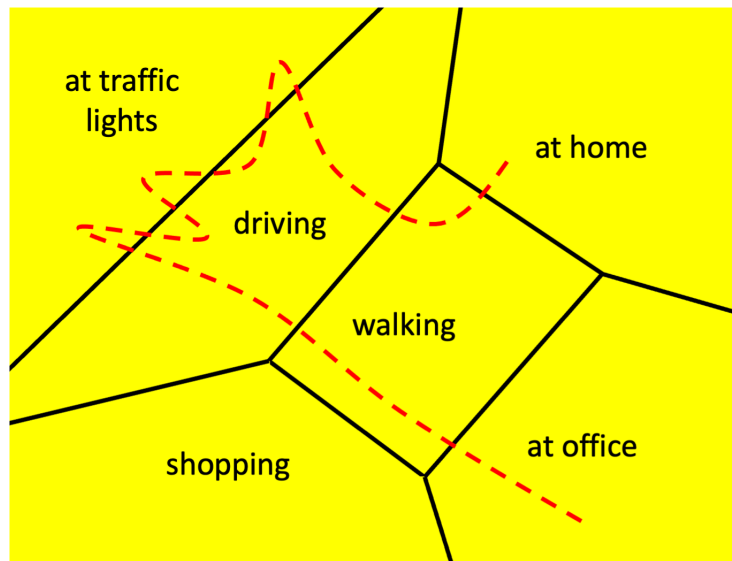 at traffic
lights
at home
driving
walking
at office
shopping